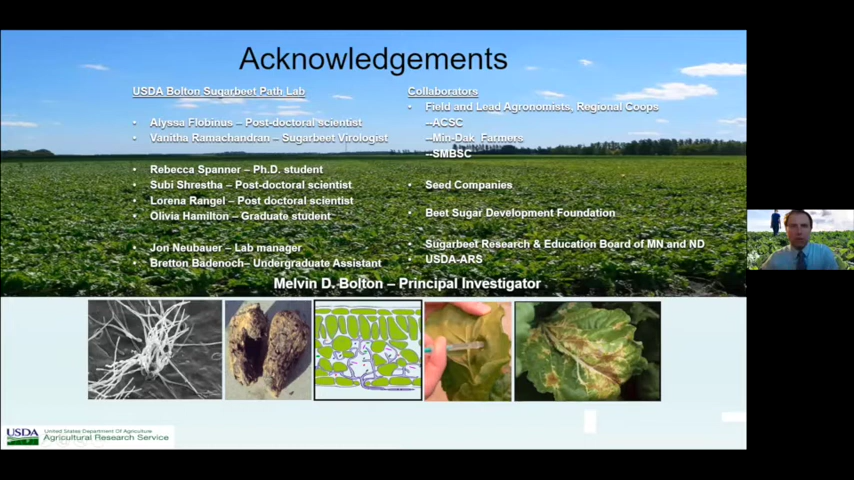 Acknowledgements
USDA Bolton Sugarbeet Path Lab
• Alyssa Flobinus – Post-doctoral scientist
• Vanitha Ramachandran – Sugarbeet Virologist
• Rebecca Spanner – Ph.D. student
• Subi Shrestha – Post-doctoral scientist
• Lorena Rangel – Post doctoral scientist
• Olivia Hamilton – Graduate student
• Jon Neubauer – Lab manager
• Bretton Badenoch– Undergraduate Assistant
Collaborators
• Field and Lead Agronomists, Regional Coops
--ACSC
--Min-Dak Farmers
--SMBSC
• Seed Companies
• Beet Sugar Development Foundation
• Sugarbeet Research & Education Board of MN and ND
• USDA-ARS
Melvin D. Bolton – Principal Investigator
USDA
United States Department Of Agriculture
Agricultural Research Service